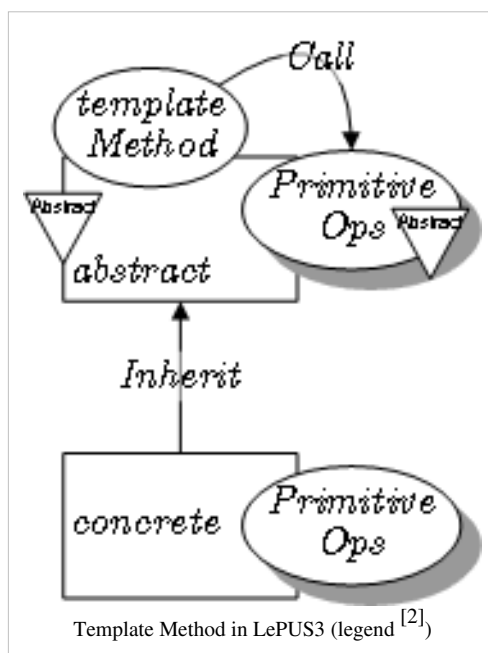 Call
template
Method
Primitive
Ops
Abstract
Abstract
abstract
Inherit
concrete
Primitive
Ops
Template Method in LePUS3 (legend [2])